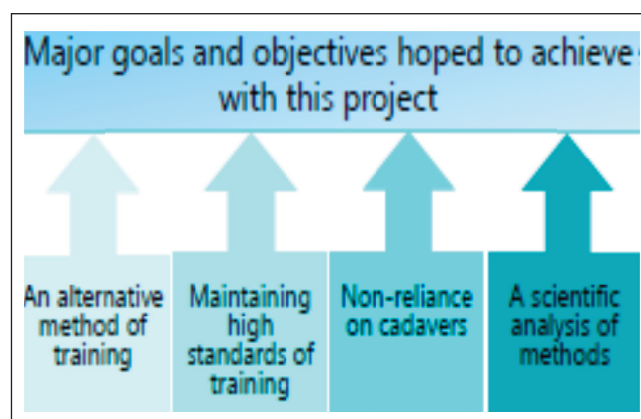 Major goals and objectives hoped to achieve
with this project
An alternative
method of
training
Maintaining
high
standards of
training
Non-reliance
on cadavers
A scientific
analysis of
methods